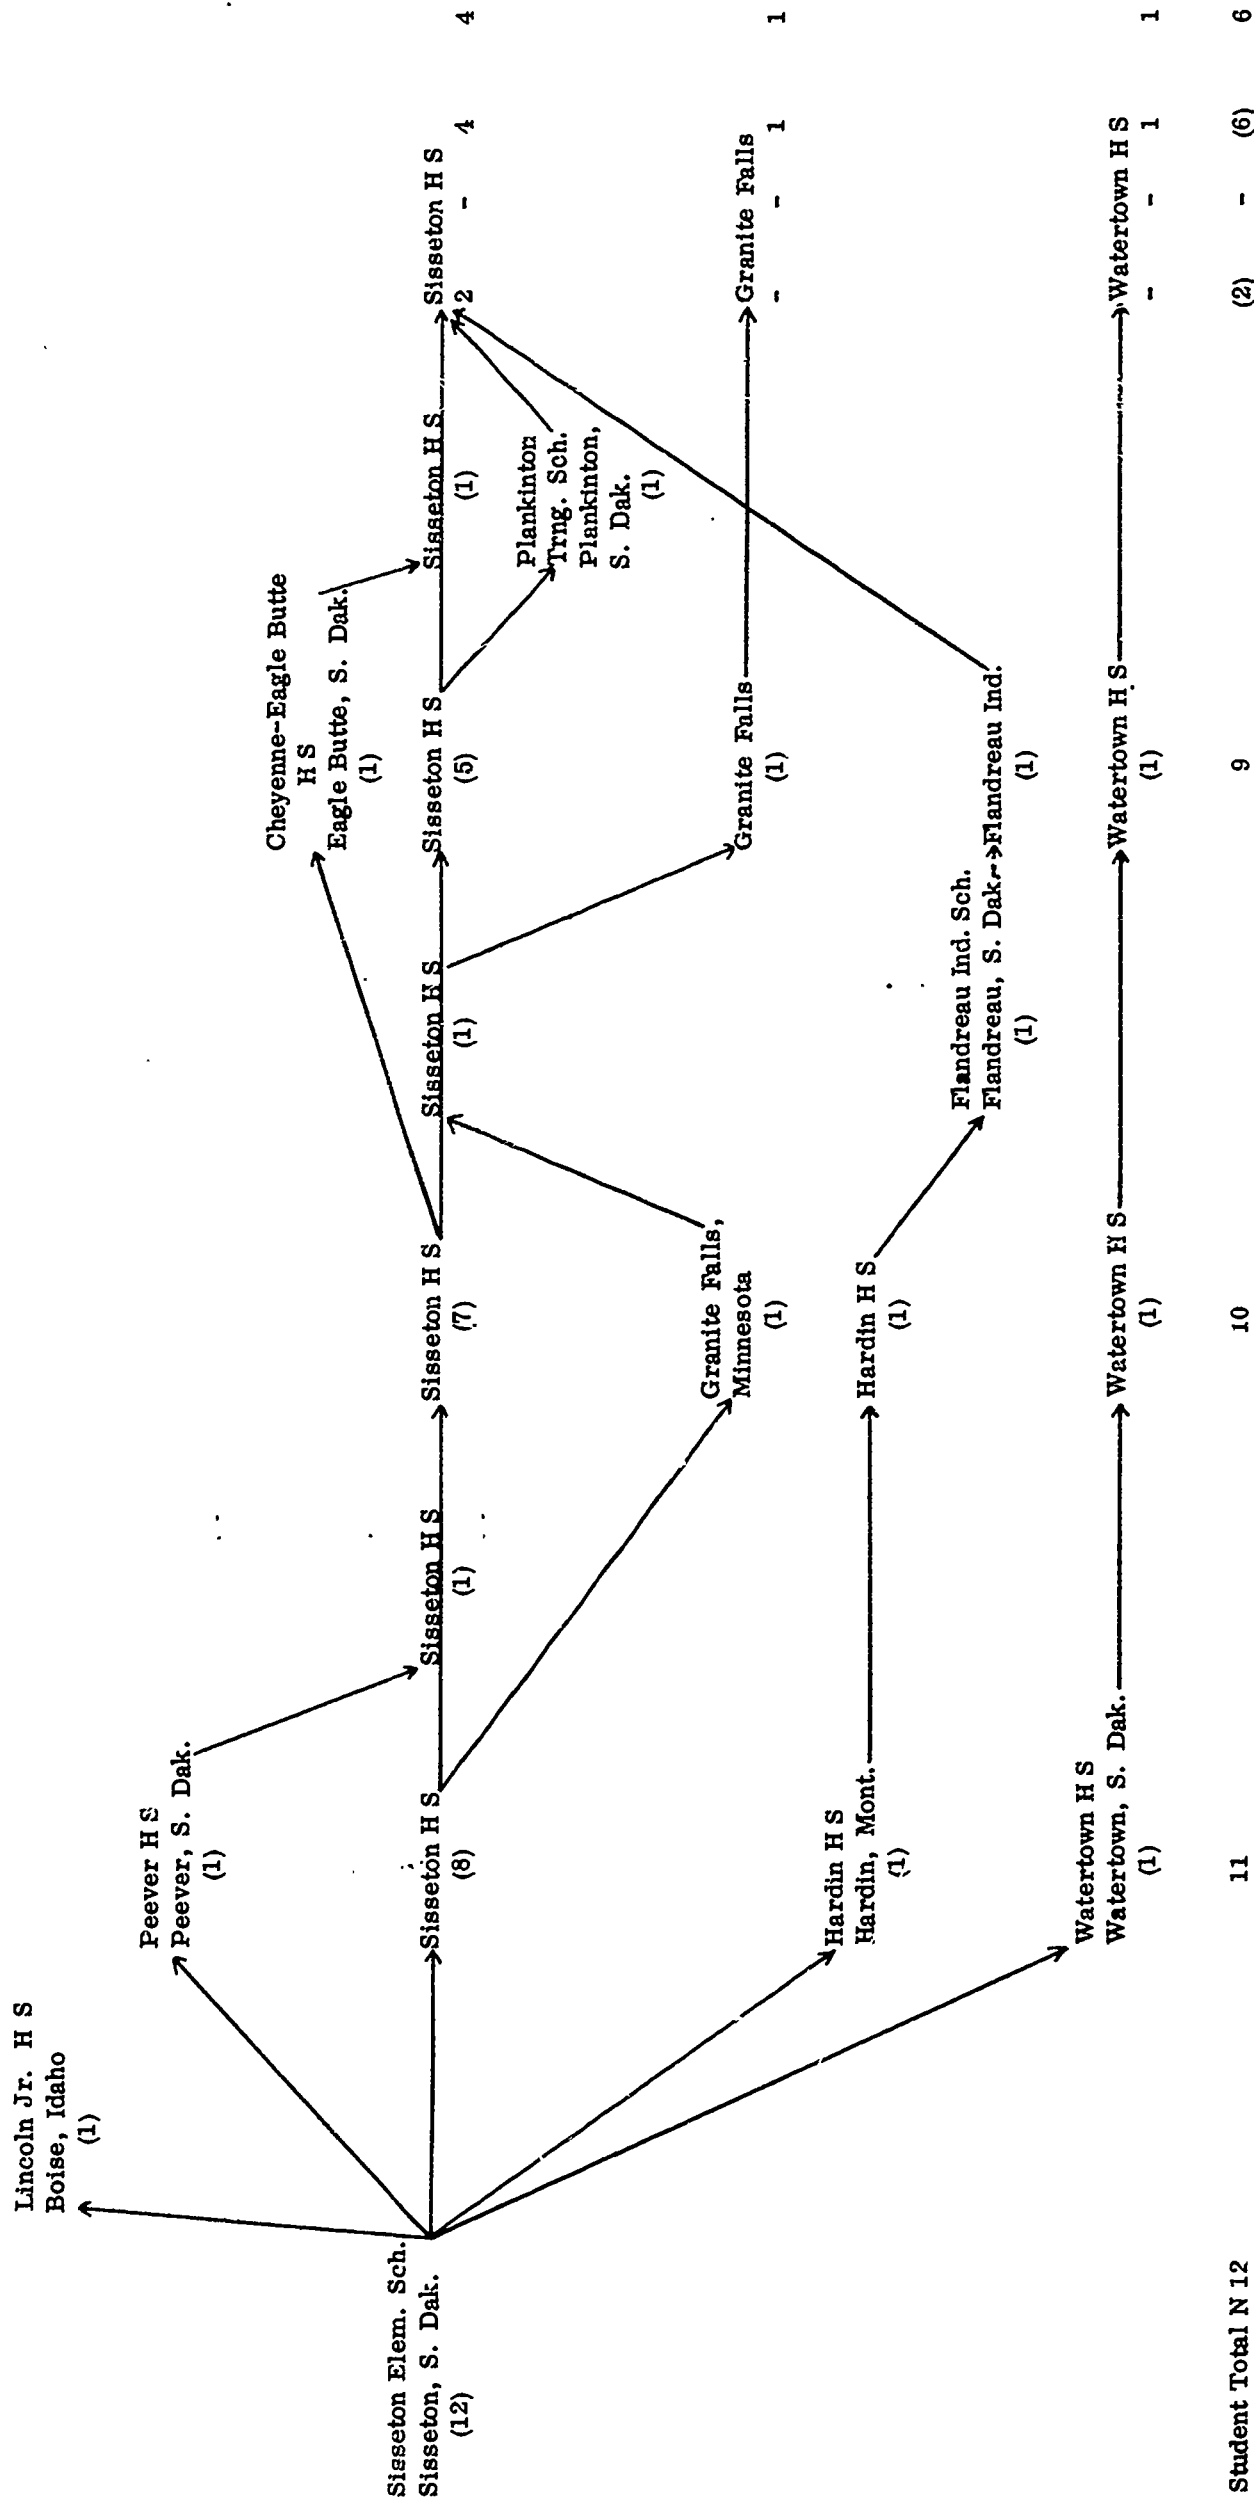 Lincoln Jr. H S
Boise, Idaho
(1)
Peever H S
Peever, S. Dak.
(1)
Cheyenne-Eagle Butte
H S
Eagle Butte, S. Dak.
(1)
Sisseton Elem. Sch.
Sisseton, S. Dak.
(12)
Sisseton H S
(8)
Sisseton H S
(1)
Sisseton H S
(7)
Sisseton H S
(1)
Sisseton H S
(5)
Sisseton H S
(1)
Sisseton H S
2 - 4 4
Plankinton
Trng. Sch.
Plankinton,
S. Dak.
(1)
Granite Falls,
Minnesota
(1)
Granite Falls
(1)
Granite Falls
- - 1 1
Hardin H S
Hardin, Mont.
(1)
Hardin H S
(1)
Flandreau Ind. Sch.
Flandreau, S. Dak.
(1)
Flandreau Ind.
(1)
Watertown H S
Watertown, S. Dak.
(1)
Watertown H S
(1)
Watertown H S
(1)
Watertown H S
- - 1 1
Student Total N 12 11 10 9 (2) - (6) 6